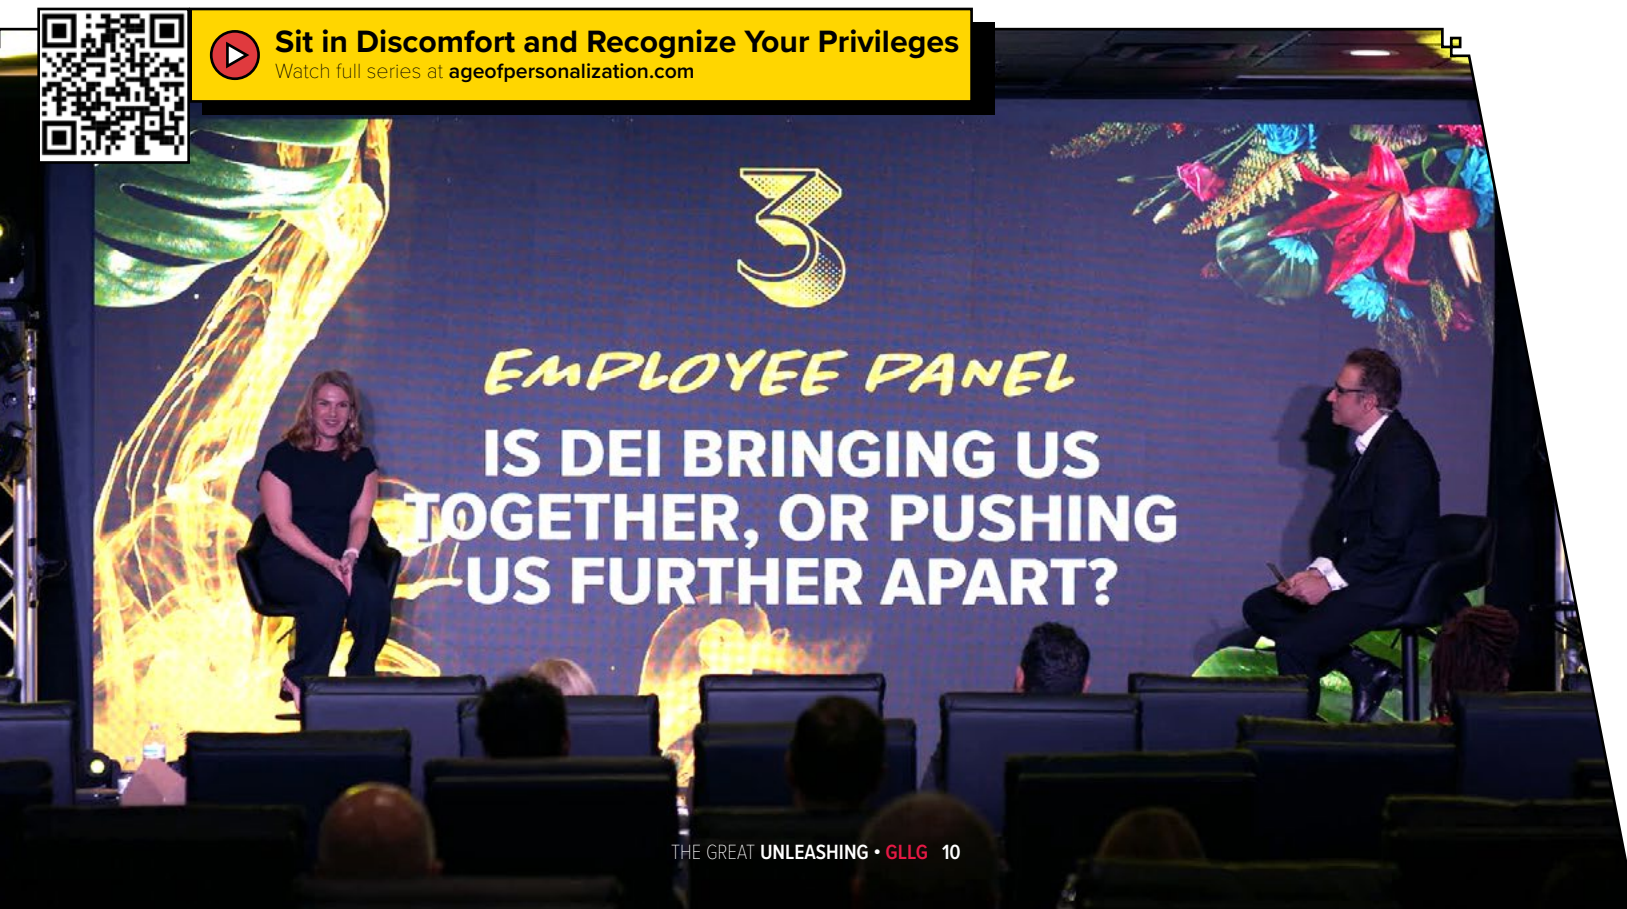 Sit in Discomfort and Recognize Your Privileges
Watch full series at ageofpersonalization.com
3
EMPLOYEE PANEL
IS DEI BRINGING US
TOGETHER, OR PUSHING
US FURTHER APART?
THE GREAT UNLEASHING • GLLG 10